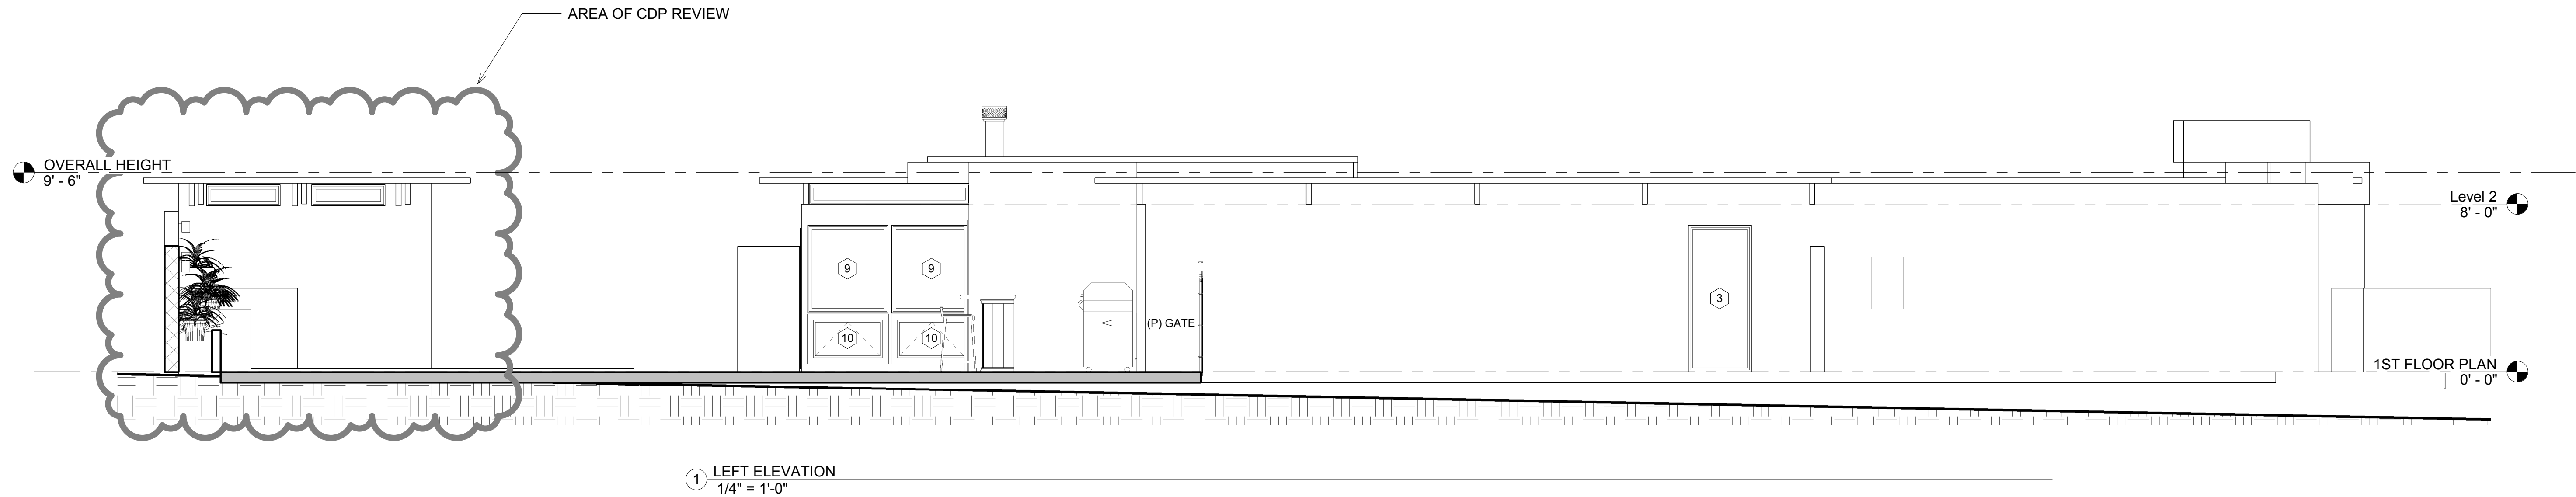 AREA OF CDP REVIEW
OVERALL HEIGHT
9' - 6"
Level 2
8' - 0"
9
9
3
(P) GATE
10
10
1ST FLOOR PLAN
0' - 0"
1
LEFT ELEVATION
1/4" = 1'-0"